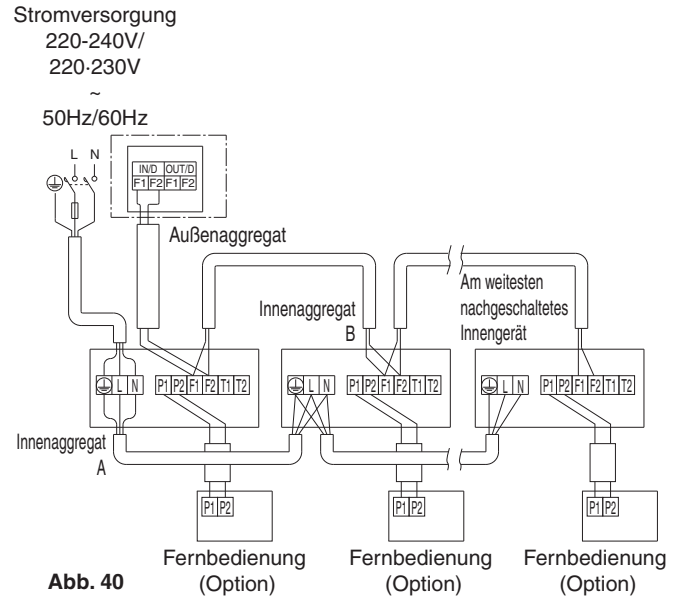 Stromversorgung
220-240V/
220·230V
~
50Hz/60Hz
L N
IN/D OUT/D
F1 F2 F1 F2
Außenaggregat
Innenaggregat
B
Am weitesten
nachgeschaltetes
Innengerät
L N P1 P2 F1 F2 T1 T2
L N P1 P2 F1 F2 T1 T2
L N P1 P2 F1 F2 T1 T2
Innenaggregat
A
P1 P2
P1 P2
P1 P2
Fernbedienung
(Option)
Fernbedienung
(Option)
Fernbedienung
(Option)
Abb. 40